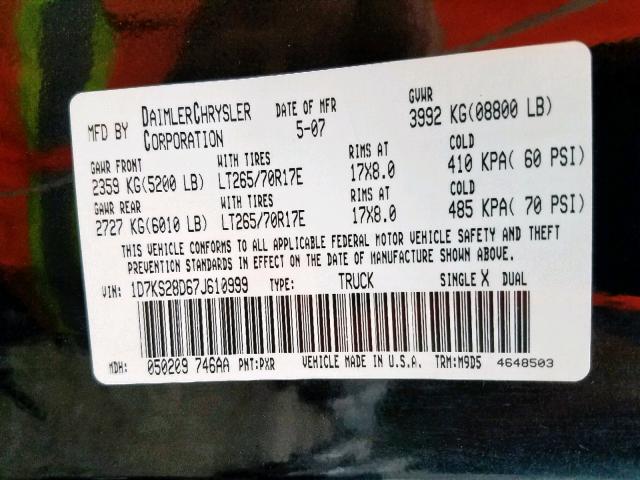 MFD BY DAIMLERCHRYSLER CORPORATION DATE OF MFR 5-07 GVWR 3992 KG(08800 LB)
GAWR FRONT WITH TIRES RIMS AT COLD
2359 KG(5200 LB) LT265/70R17E 17X8.0 410 KPA( 60 PSI)
GAWR REAR WITH TIRES RIMS AT COLD
2727 KG(6010 LB) LT265/70R17E 17X8.0 485 KPA( 70 PSI)
THIS VEHICLE CONFORMS TO ALL APPLICABLE FEDERAL MOTOR VEHICLE SAFETY AND THEFT
PREVENTION STANDARDS IN EFFECT ON THE DATE OF MANUFACTURE SHOWN ABOVE.
VIN: 1D7KS28D67J610999 TYPE: TRUCK SINGLE X DUAL
MDH: 050209 746AA PNT:PXR VEHICLE MADE IN U.S.A. TRM:M9D5 4648503